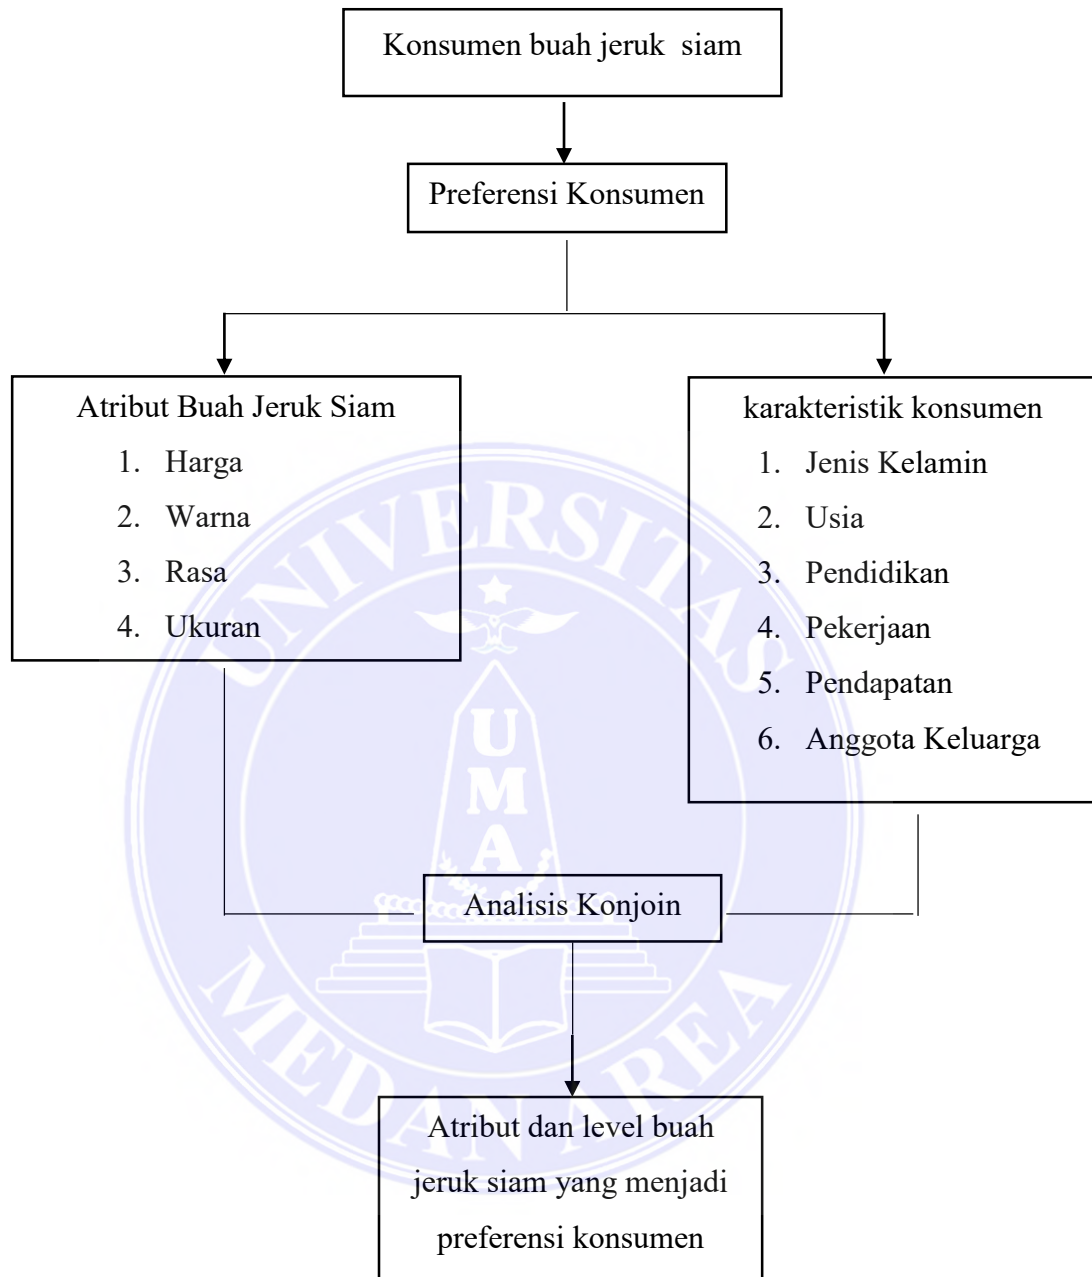 Konsumen buah jeruk siam
Preferensi Konsumen
Atribut Buah Jeruk Siam
1. Harga
2. Warna
3. Rasa
4. Ukuran
karakteristik konsumen
1. Jenis Kelamin
2. Usia
3. Pendidikan
4. Pekerjaan
5. Pendapatan
6. Anggota Keluarga
UNIVERSITAS
UMA
Analisis Konjoin
MEDAN AREA
Atribut dan level buah
jeruk siam yang menjadi
preferensi konsumen